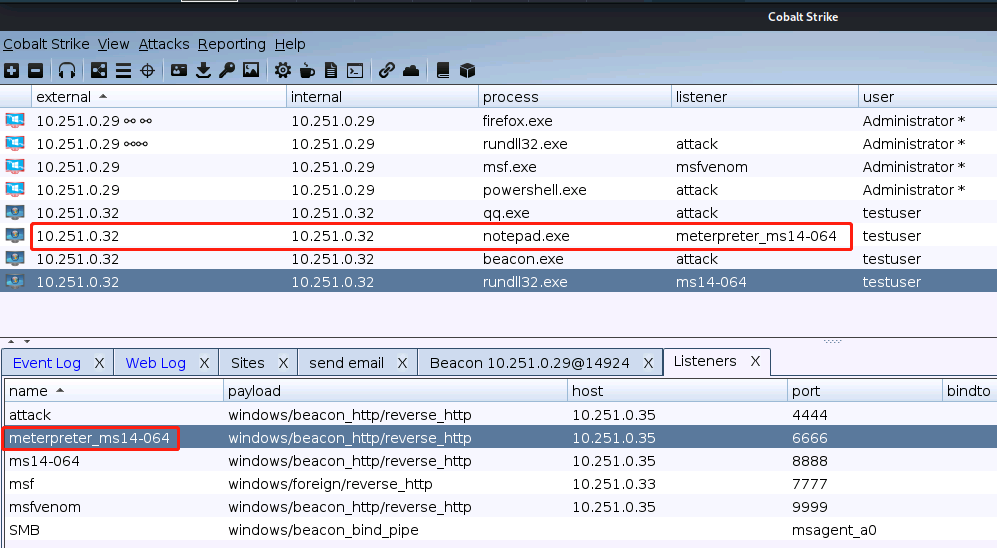 Cobalt Strike
Cobalt Strike View Attacks Reporting Help
external internal process listener user
10.251.0.29 10.251.0.29 firefox.exe Administrator *
10.251.0.29 10.251.0.29 rundll32.exe attack Administrator *
10.251.0.29 10.251.0.29 msf.exe msfvenom Administrator *
10.251.0.29 10.251.0.29 powershell.exe attack Administrator *
10.251.0.32 10.251.0.32 qq.exe attack testuser
10.251.0.32 10.251.0.32 notepad.exe meterpreter_ms14-064 testuser
10.251.0.32 10.251.0.32 beacon.exe attack testuser
10.251.0.32 10.251.0.32 rundll32.exe ms14-064 testuser
Event Log X Web Log X Sites X send email X Beacon 10.251.0.29@14924 X Listeners X
name payload host port bindto
attack windows/beacon_http/reverse_http 10.251.0.35 4444
meterpreter_ms14-064 windows/beacon_http/reverse_http 10.251.0.35 6666
ms14-064 windows/beacon_http/reverse_http 10.251.0.35 8888
msf windows/foreign/reverse_http 10.251.0.33 7777
msfvenom windows/beacon_http/reverse_http 10.251.0.35 9999
SMB windows/beacon_bind_pipe msagent_a0